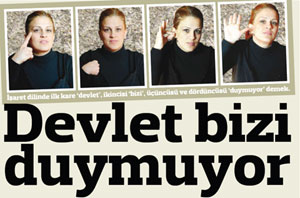 İşaret dilinde ilk kare 'devlet', ikincisi 'bizi', üçüncüsü ve dördüncüsü 'duymuyor' demek.
Devlet bizi
duymuyor